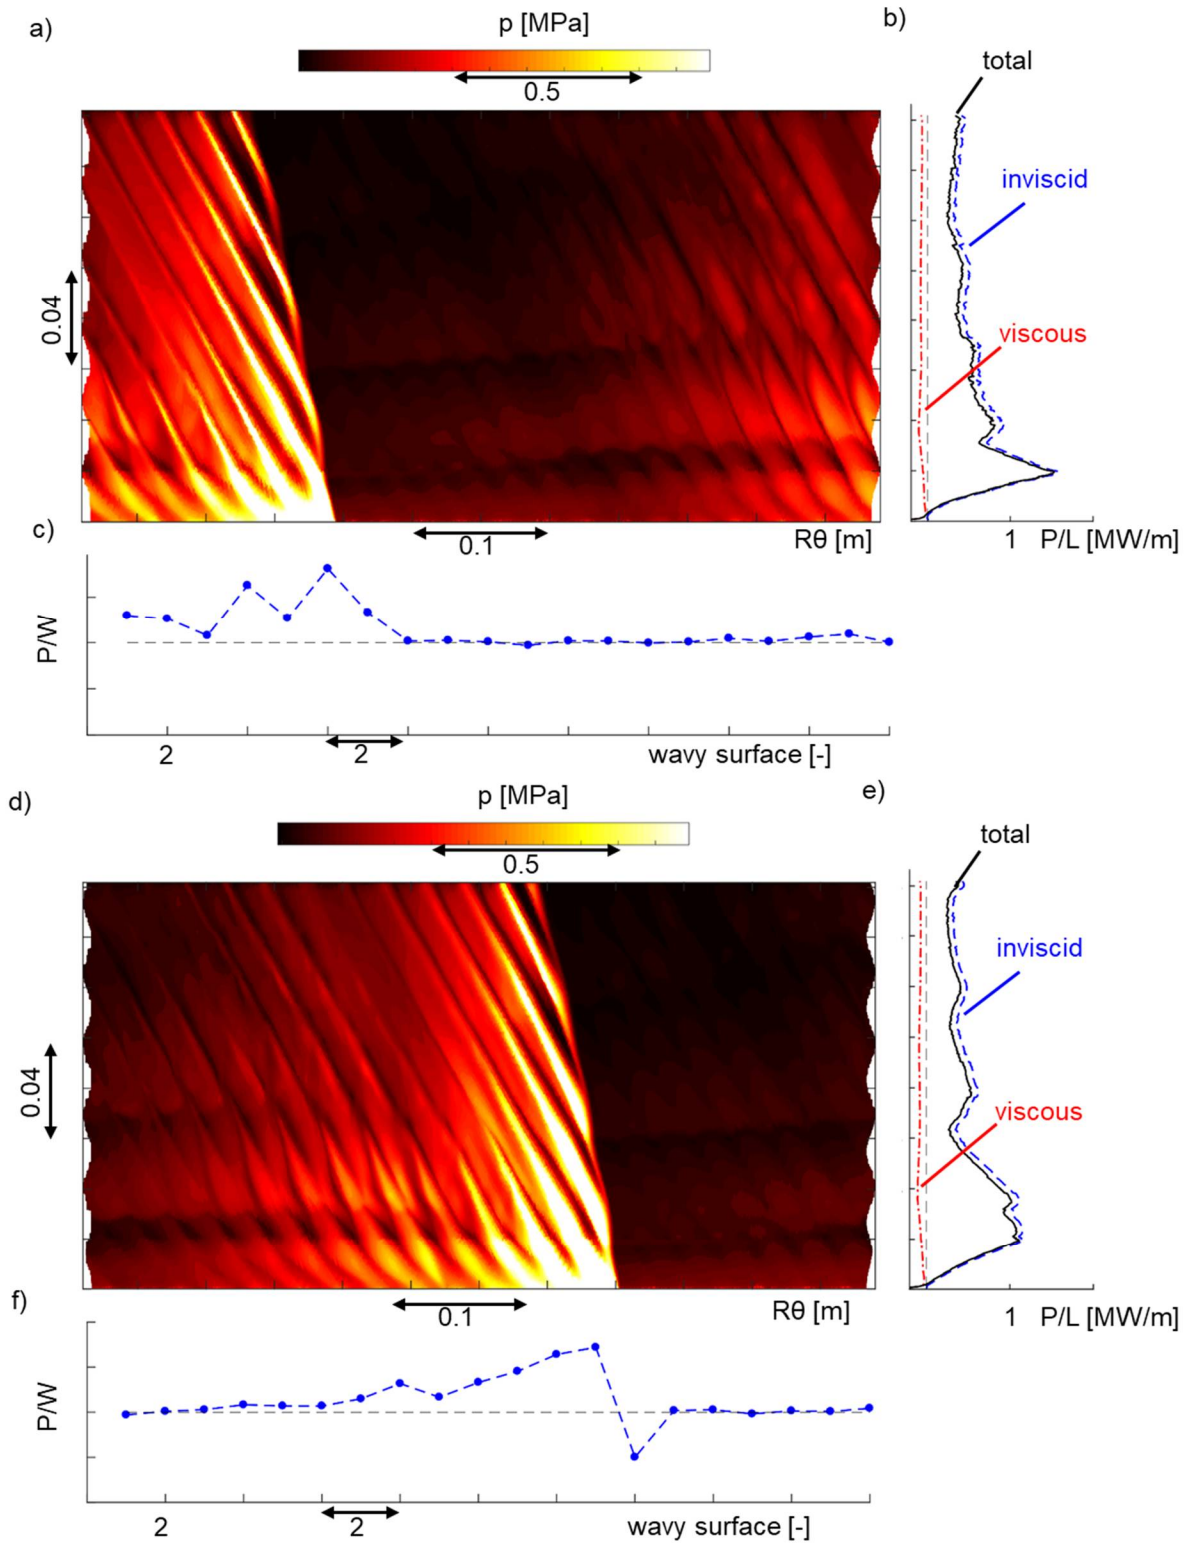 a)
p [MPa]
0.5
b)
total
inviscid
viscous
0.04
0.1
Rθ [m]
1 P/L [MW/m]
c)
P/W
2
2
wavy surface [-]
d)
p [MPa]
0.5
e)
total
inviscid
viscous
0.04
0.1
Rθ [m]
1 P/L [MW/m]
f)
P/W
2
2
wavy surface [-]